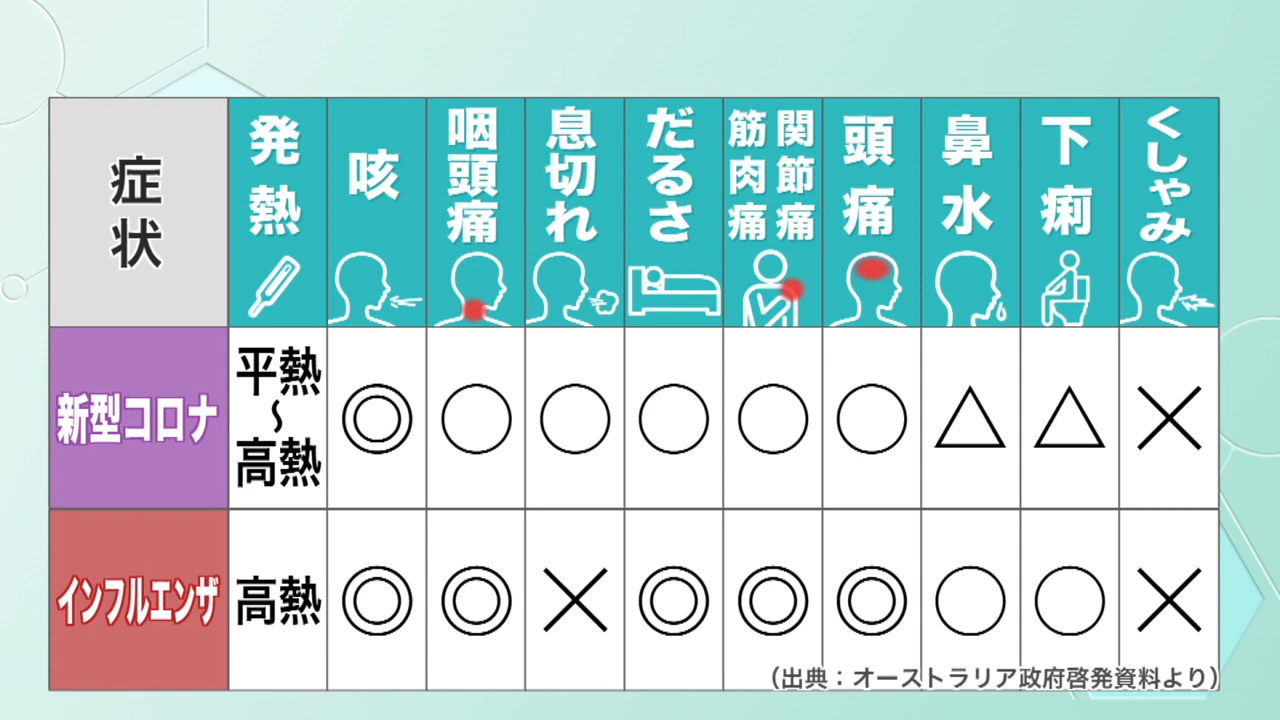 症状
発熱
咳
咽頭痛
息切れ
だるさ
関節痛
筋肉痛
頭痛
鼻水
下痢
くしゃみ
新型コロナ
平熱
〜
高熱
◎ ○ ○ ○ ○ ○ △ △ ×
インフルエンザ
高熱
◎ ◎ × ◎ ◎ ◎ ○ ○ ×
(出典:オーストラリア政府啓発資料より)